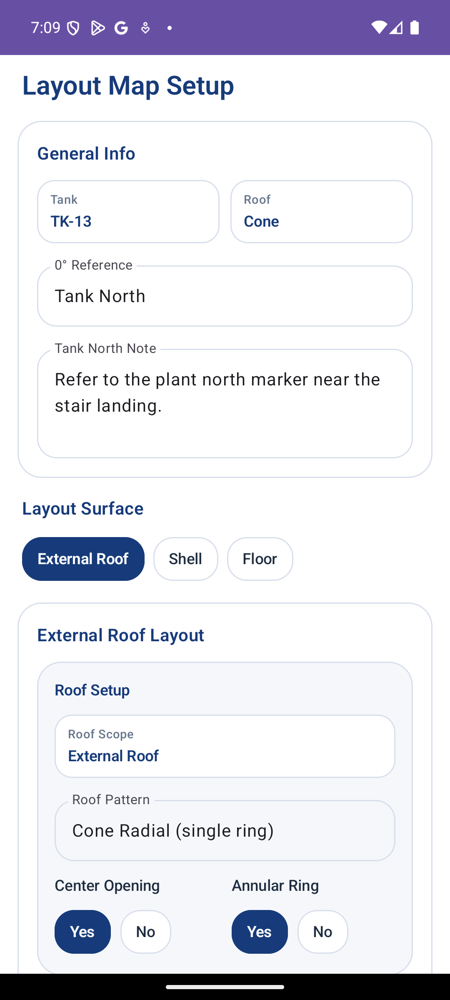 7:09
Layout Map Setup
General Info
Tank
TK-13
Roof
Cone
0° Reference
Tank North
Tank North Note
Refer to the plant north marker near the
stair landing.
Layout Surface
External Roof
Shell
Floor
External Roof Layout
Roof Setup
Roof Scope
External Roof
Roof Pattern
Cone Radial (single ring)
Center Opening
Annular Ring
Yes
No
Yes
No